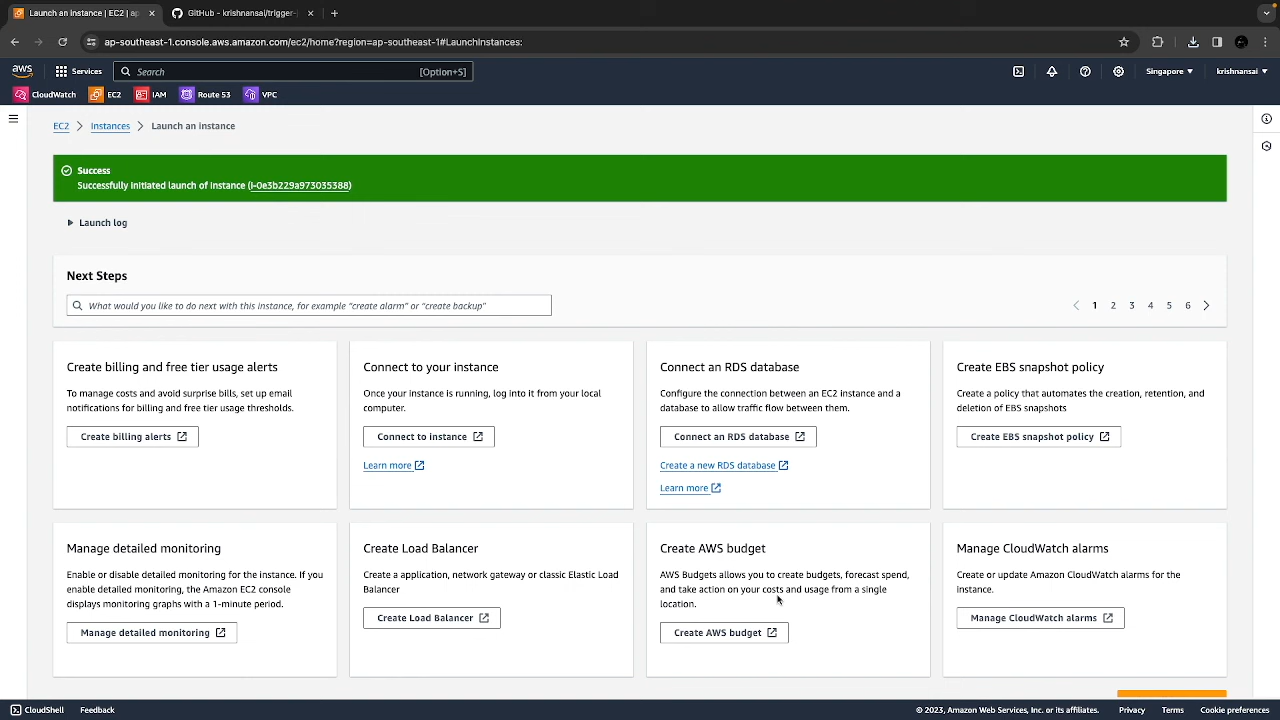 Launch an instance | EC2 | ap
GitHub - krishnansai/trigger-
ap-southeast-1.console.aws.amazon.com/ec2/home?region=ap-southeast-1#LaunchInstances:
aws
Services
Search
[Option+S]
Singapore
krishnansai
CloudWatch
EC2
IAM
Route 53
VPC
EC2
Instances
Launch an instance
Success
Successfully initiated launch of instance (i-0e3b229a973035388)
Launch log
Next Steps
What would you like to do next with this instance, for example "create alarm" or "create backup"
1 2 3 4 5 6
Create billing and free tier usage alerts
To manage costs and avoid surprise bills, set up email
notifications for billing and free tier usage thresholds.
Create billing alerts
Connect to your instance
Once your instance is running, log into it from your local
computer.
Connect to instance
Learn more
Connect an RDS database
Configure the connection between an EC2 instance and a
database to allow traffic flow between them.
Connect an RDS database
Create a new RDS database
Learn more
Create EBS snapshot policy
Create a policy that automates the creation, retention, and
deletion of EBS snapshots
Create EBS snapshot policy
Manage detailed monitoring
Enable or disable detailed monitoring for the instance. If you
enable detailed monitoring, the Amazon EC2 console
displays monitoring graphs with a 1-minute period.
Manage detailed monitoring
Create Load Balancer
Create a application, network gateway or classic Elastic Load
Balancer
Create Load Balancer
Create AWS budget
AWS Budgets allows you to create budgets, forecast spend,
and take action on your costs and usage from a single
location.
Create AWS budget
Manage CloudWatch alarms
Create or update Amazon CloudWatch alarms for the
instance.
Manage CloudWatch alarms
CloudShell
Feedback
© 2023, Amazon Web Services, Inc. or its affiliates.
Privacy
Terms
Cookie preferences